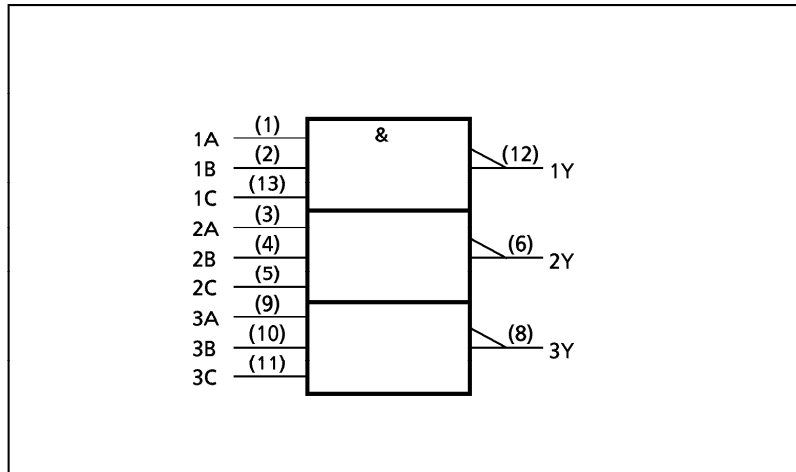 &
1A (1)
1B (2)
1C (13)
2A (3)
2B (4)
2C (5)
3A (9)
3B (10)
3C (11)
(12) 1Y
(6) 2Y
(8) 3Y